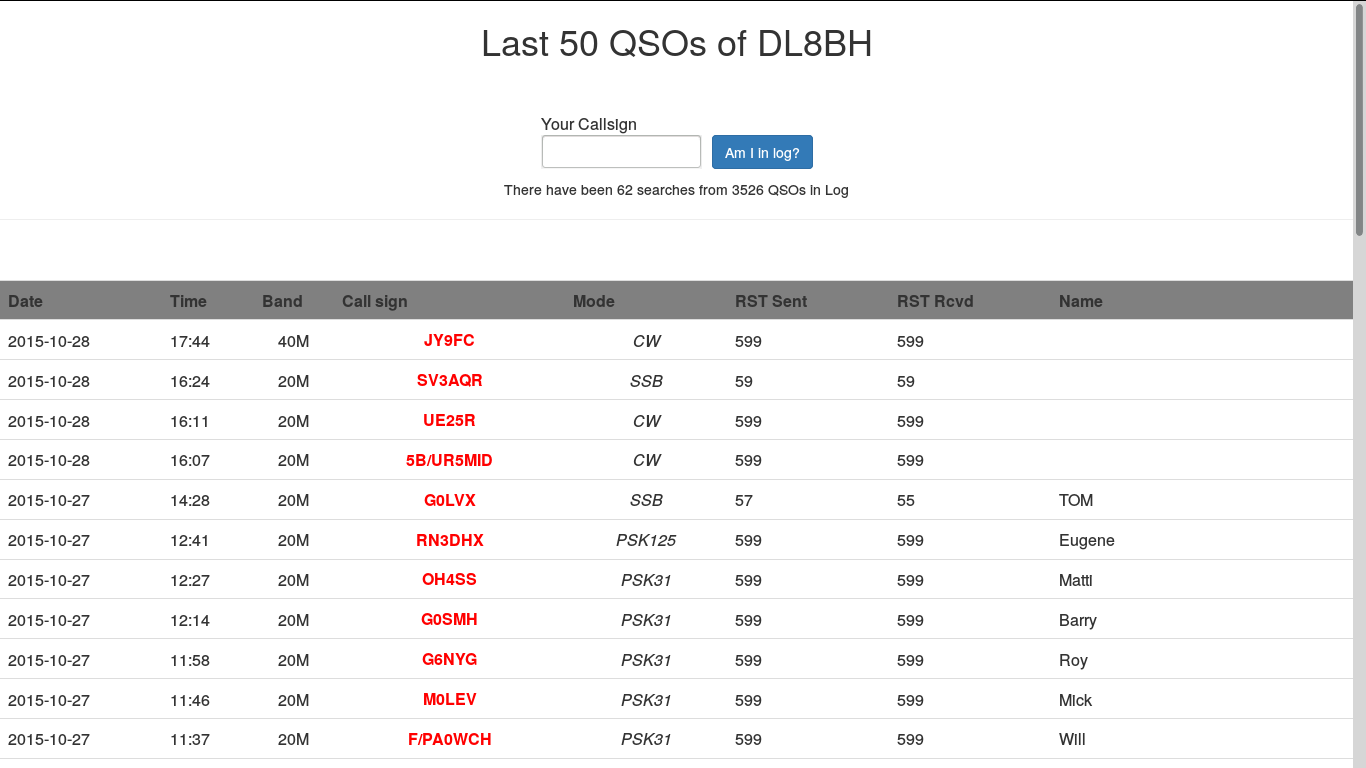 Last 50 QSOs of DL8BH
Your Callsign
Am I in log?
There have been 62 searches from 3526 QSOs in Log
Date Time Band Call sign Mode RST Sent RST Rcvd Name
2015-10-28 17:44 40M JY9FC CW 599 599
2015-10-28 16:24 20M SV3AQR SSB 59 59
2015-10-28 16:11 20M UE25R CW 599 599
2015-10-28 16:07 20M 5B/UR5MID CW 599 599
2015-10-27 14:28 20M G0LVX SSB 57 55 TOM
2015-10-27 12:41 20M RN3DHX PSK125 599 599 Eugene
2015-10-27 12:27 20M OH4SS PSK31 599 599 Matti
2015-10-27 12:14 20M G0SMH PSK31 599 599 Barry
2015-10-27 11:58 20M G6NYG PSK31 599 599 Roy
2015-10-27 11:46 20M M0LEV PSK31 599 599 Mick
2015-10-27 11:37 20M F/PA0WCH PSK31 599 599 Will